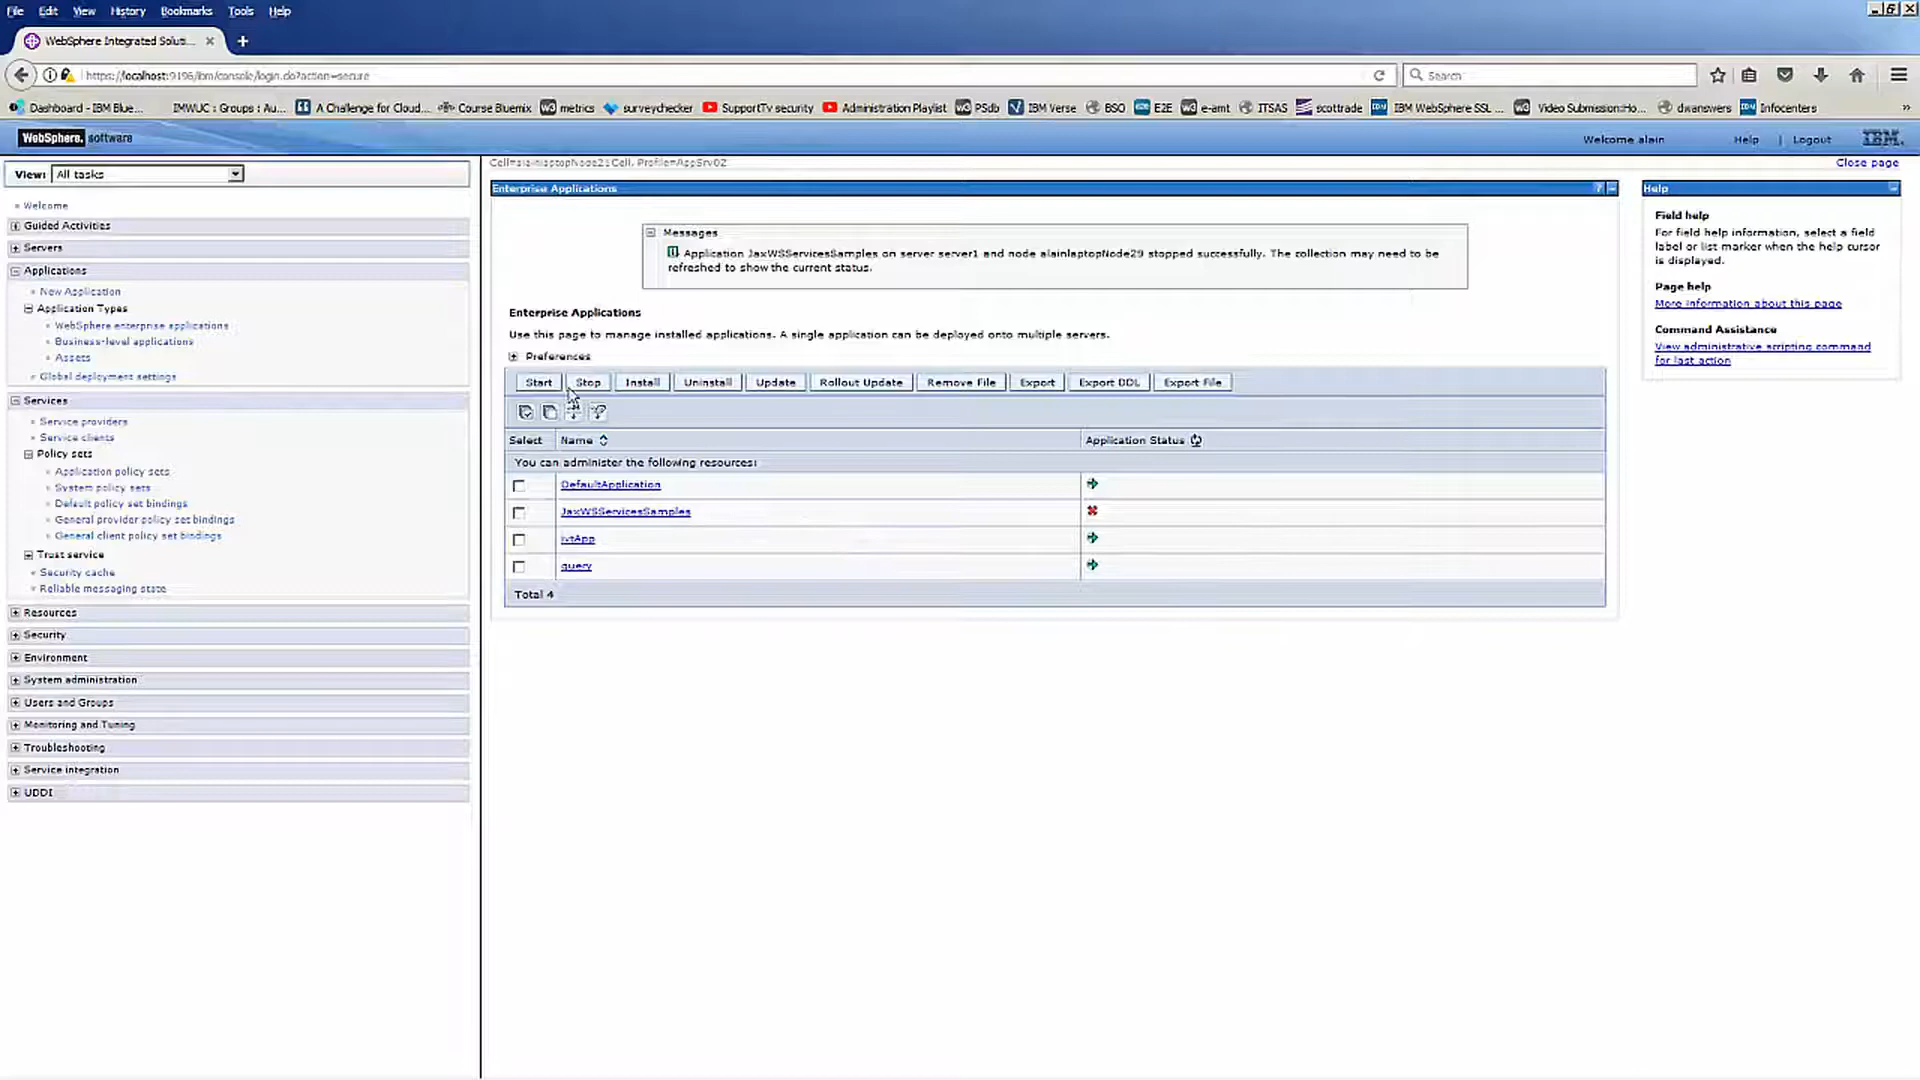 File Edit View History Bookmarks Tools Help
WebSphere Integrated Soluti...
https://localhost:9196/ibm/console/login.do?action=secure
Search
Dashboard - IBM Blue... IMWUC : Groups : Au... A Challenge for Cloud... Course Bluemix metrics surveychecker SupportTv security Administration Playlist PSdb IBM Verse BSO E2E e-amt ITSAS scottrade IBM WebSphere SSL ... Video Submission:Ho... dwanswers Infocenters
WebSphere. software
Welcome alain Help | Logout IBM.
View: All tasks
Welcome
Guided Activities
Servers
Applications
New Application
Application Types
WebSphere enterprise applications
Business-level applications
Assets
Global deployment settings
Services
Service providers
Service clients
Policy sets
Application policy sets
System policy sets
Default policy set bindings
General provider policy set bindings
General client policy set bindings
Trust service
Security cache
Reliable messaging state
Resources
Security
Environment
System administration
Users and Groups
Monitoring and Tuning
Troubleshooting
Service integration
UDDI
Cell=alainlaptopNode21Cell, Profile=AppSrv02
Close page
Enterprise Applications
Messages
Application JaxWSServicesSamples on server server1 and node alainlaptopNode29 stopped successfully. The collection may need to be
refreshed to show the current status.
Enterprise Applications
Use this page to manage installed applications. A single application can be deployed onto multiple servers.
Preferences
Start Stop Install Uninstall Update Rollout Update Remove File Export Export DDL Export File
Select Name Application Status
You can administer the following resources:
DefaultApplication
JaxWSServicesSamples
ivtApp
query
Total 4
Help
Field help
For field help information, select a field
label or list marker when the help cursor
is displayed.
Page help
More information about this page
Command Assistance
View administrative scripting command
for last action